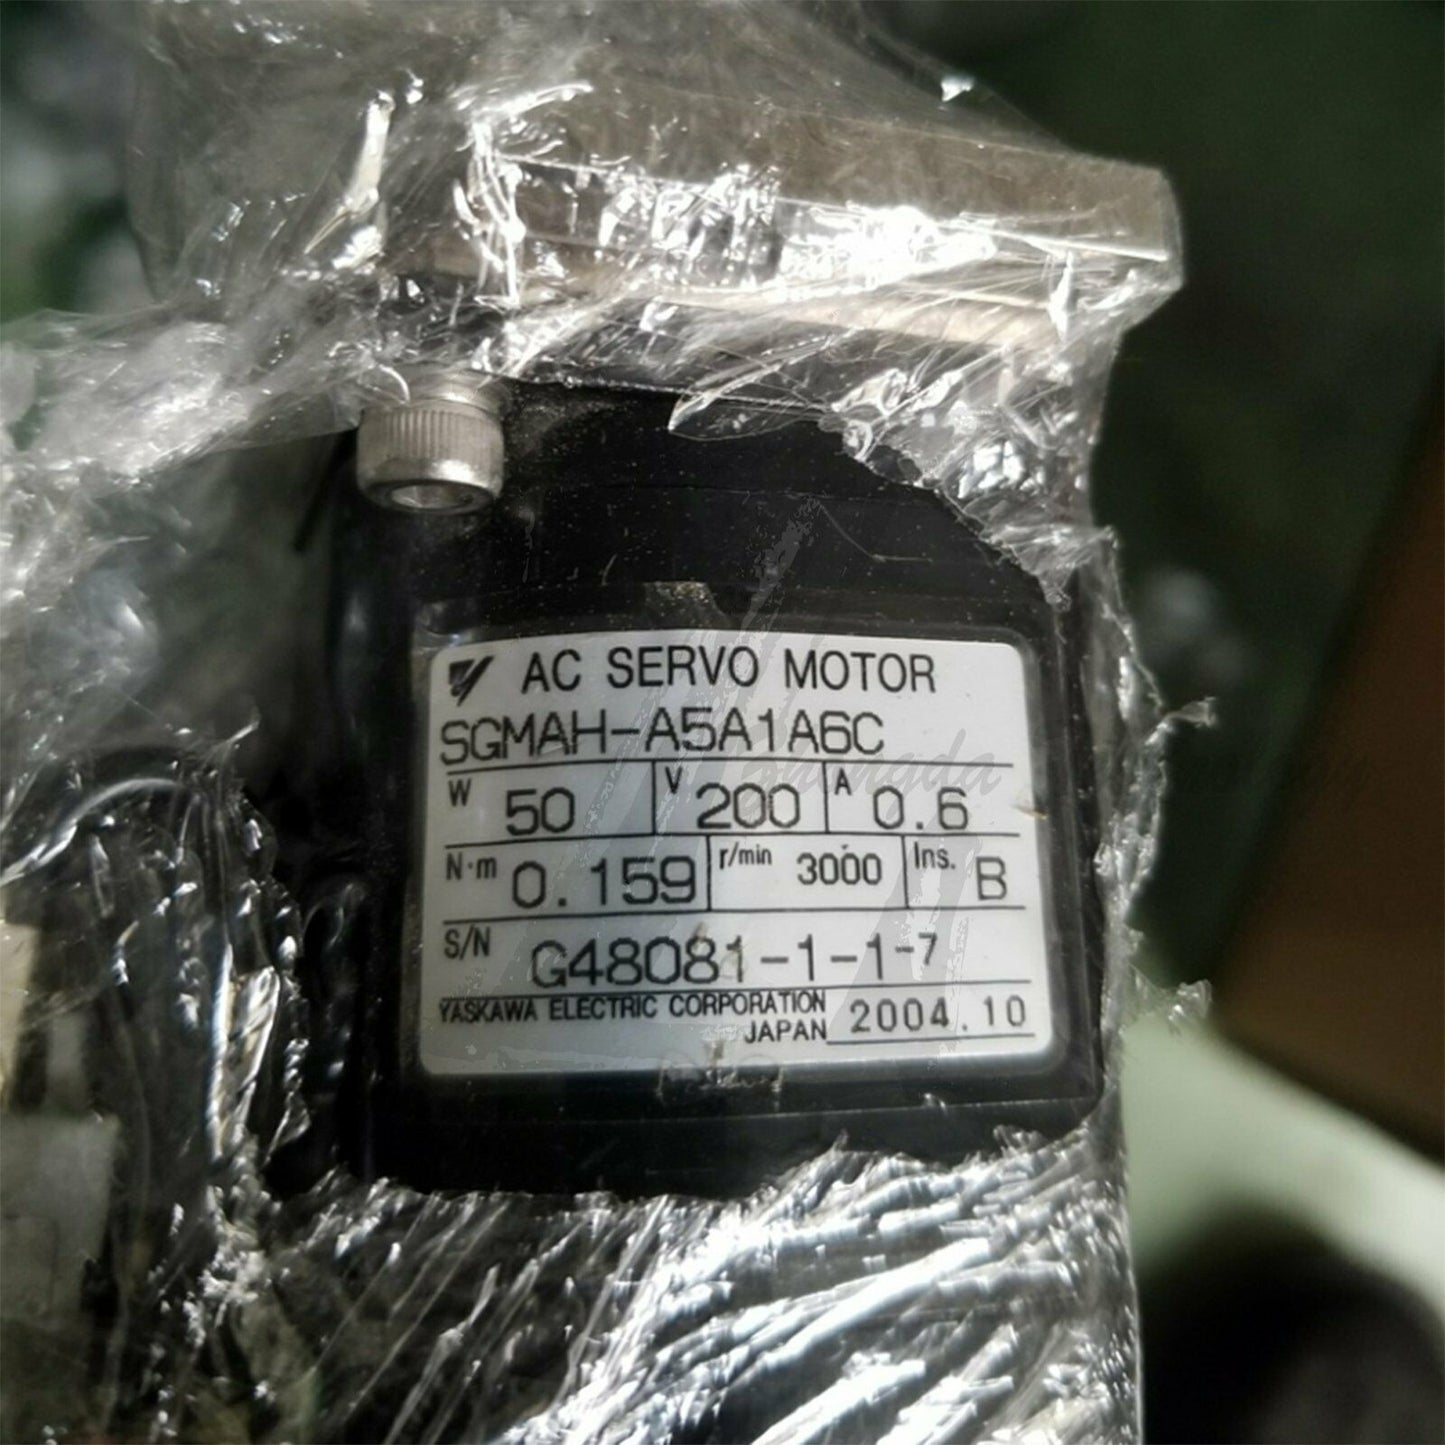 AC SERVO MOTOR
SGMAH-A5A1A6C
W 50 V 200 A 0.6
N·m 0.159 r/min 3000 Ins. B
S/N G48081-1-1-7
YASKAWA ELECTRIC CORPORATION
JAPAN 2004.10